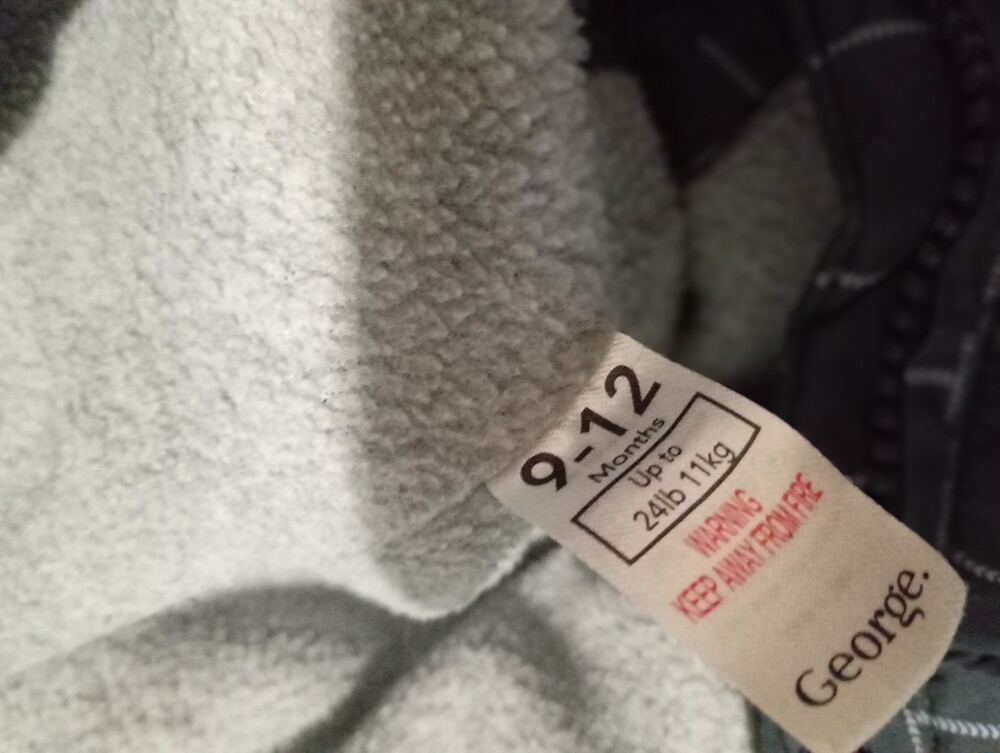 9-12
Months
Up to
24lb 11kg
WARNING
KEEP AWAY FROM FIRE
George.